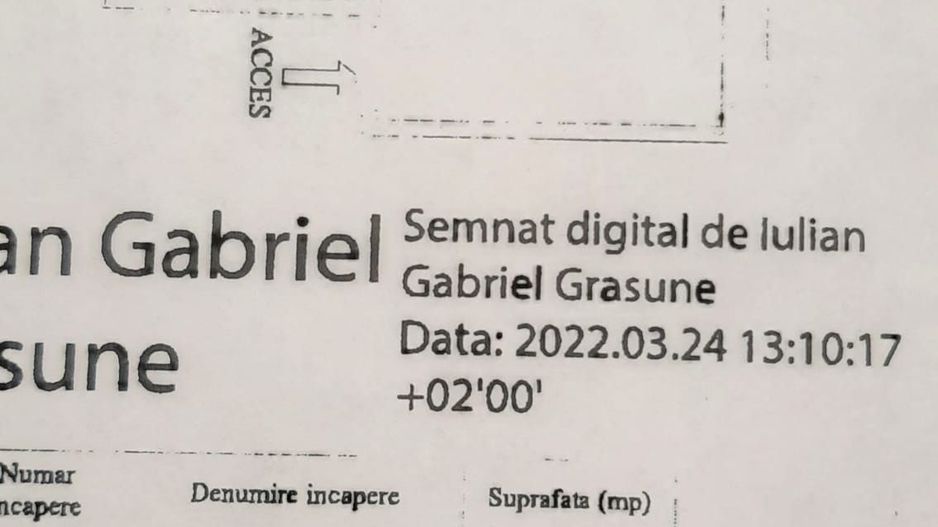 ACCES
an Gabriel
sune
Semnat digital de Iulian
Gabriel Grasune
Data: 2022.03.24 13:10:17
+02'00'
Numar
ncapere
Denumire incapere
Suprafata (mp)